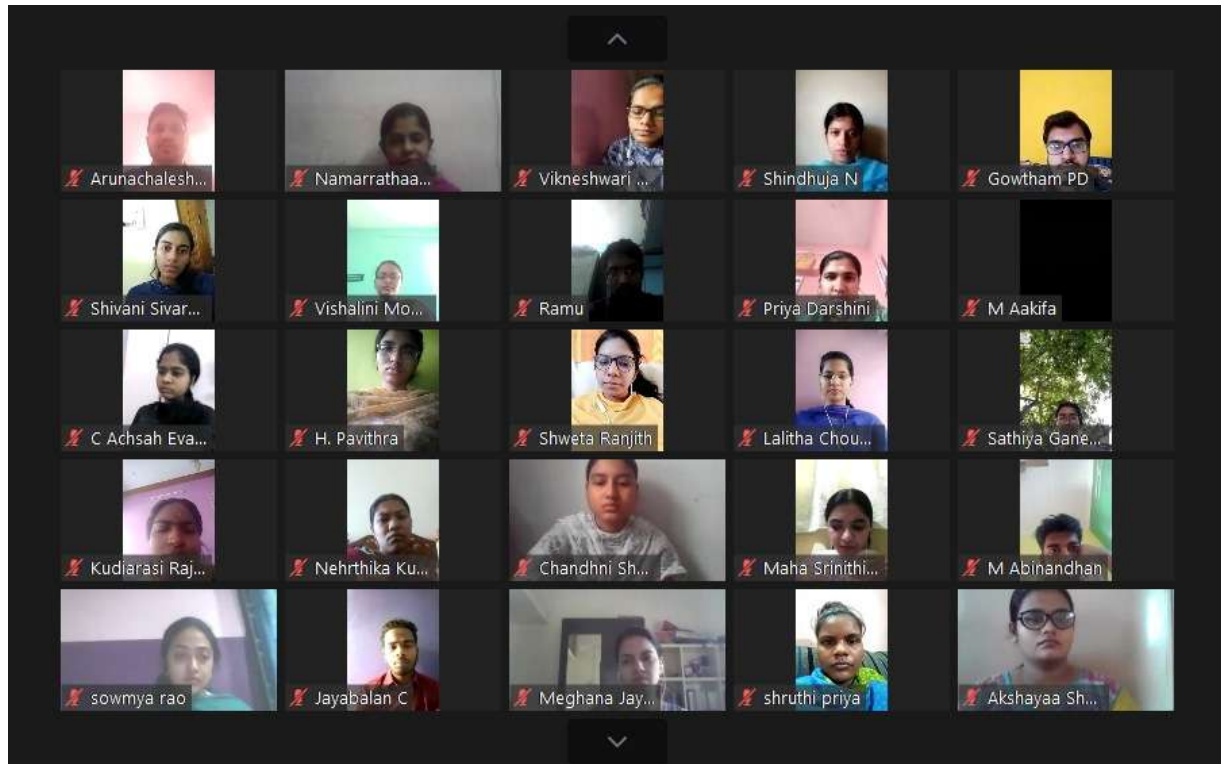 Arunachalesh...
Namarrathaa...
Vikneshwari ...
Shindhuja N
Gowtham PD
Shivani Sivar...
Vishalini Mo...
Ramu
Priya Darshini
M Aakifa
C Achsah Eva...
H. Pavithra
Shweta Ranjith
Lalitha Chou...
Sathiya Gane...
Kudiarasi Raj...
Nehrthika Ku...
Chandhni Sh...
Maha Srinithi...
M Abinandhan
sowmya rao
Jayabalan C
Meghana Jay...
shruthi priya
Akshayaa Sh...